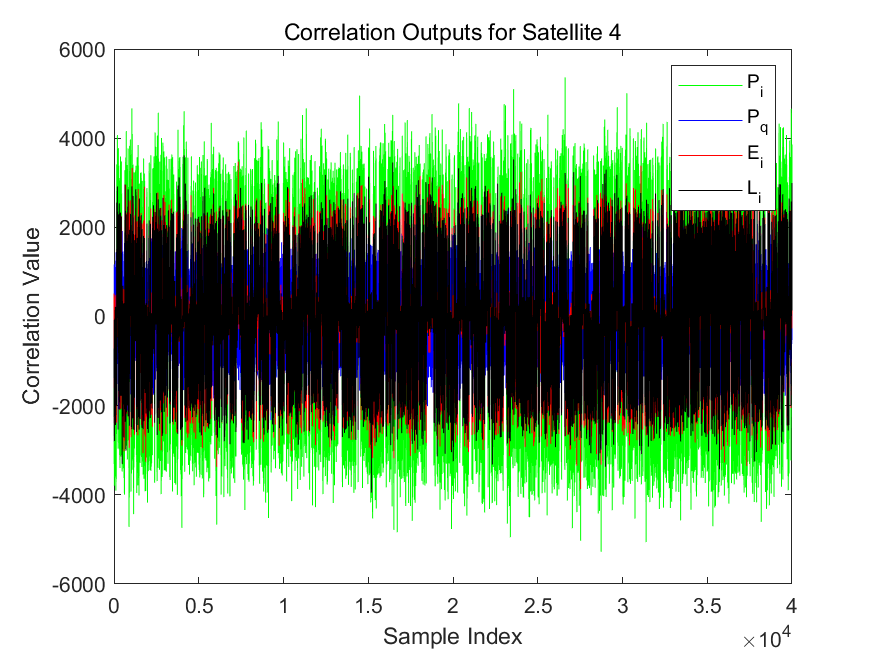 Correlation Outputs for Satellite 4
6000
4000
2000
0
-2000
-4000
-6000
Correlation Value
P_i
P_q
E_i
L_i
0
0.5
1
1.5
2
2.5
3
3.5
4
Sample Index
×10^4